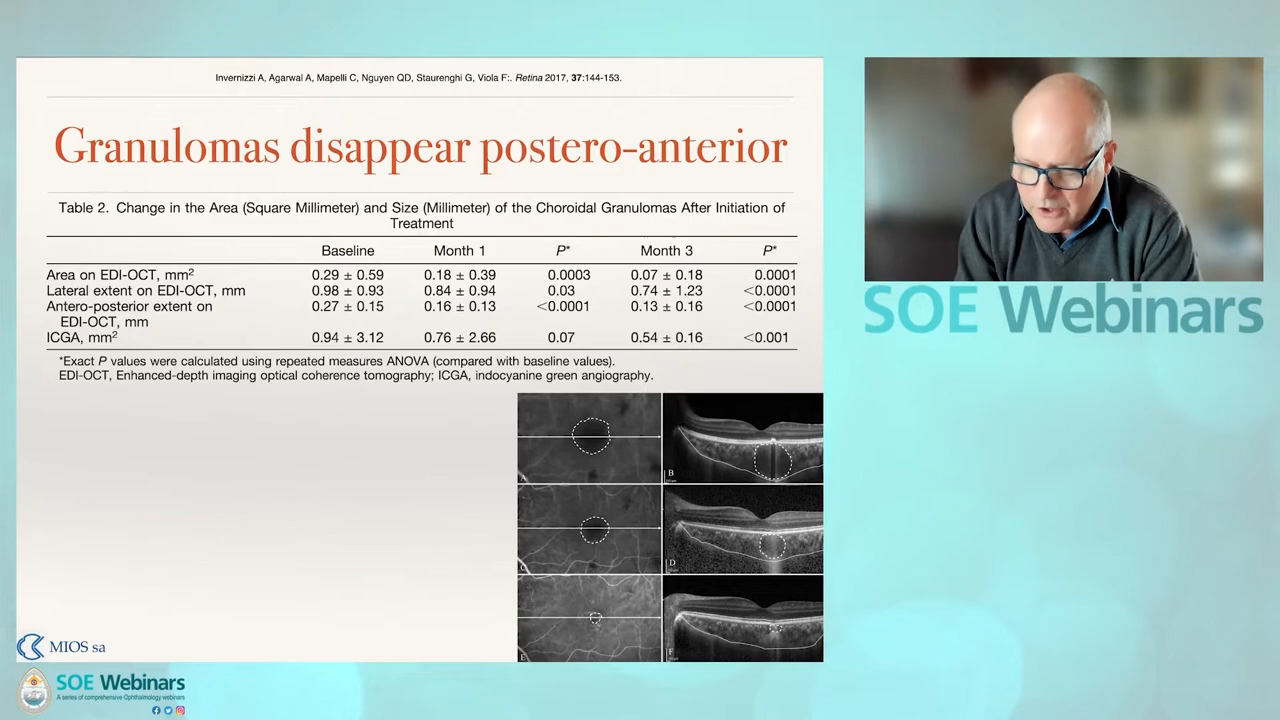 Invernizzi A, Agarwal A, Mapelli C, Nguyen QD, Staurenghi G, Viola F:. Retina 2017, 37:144-153.
Granulomas disappear postero-anterior
Table 2. Change in the Area (Square Millimeter) and Size (Millimeter) of the Choroidal Granulomas After Initiation of
Treatment
Baseline Month 1 P* Month 3 P*
Area on EDI-OCT, mm² 0.29 ± 0.59 0.18 ± 0.39 0.0003 0.07 ± 0.18 0.0001
Lateral extent on EDI-OCT, mm 0.98 ± 0.93 0.84 ± 0.94 0.03 0.74 ± 1.23 <0.0001
Antero-posterior extent on 0.27 ± 0.15 0.16 ± 0.13 <0.0001 0.13 ± 0.16 <0.0001
EDI-OCT, mm
ICGA, mm² 0.94 ± 3.12 0.76 ± 2.66 0.07 0.54 ± 0.16 <0.001
*Exact P values were calculated using repeated measures ANOVA (compared with baseline values).
EDI-OCT, Enhanced-depth imaging optical coherence tomography; ICGA, indocyanine green angiography.
A B
C D
E F
MIOS sa
SOE Webinars
A series of comprehensive Ophthalmology webinars
SOE Webinars